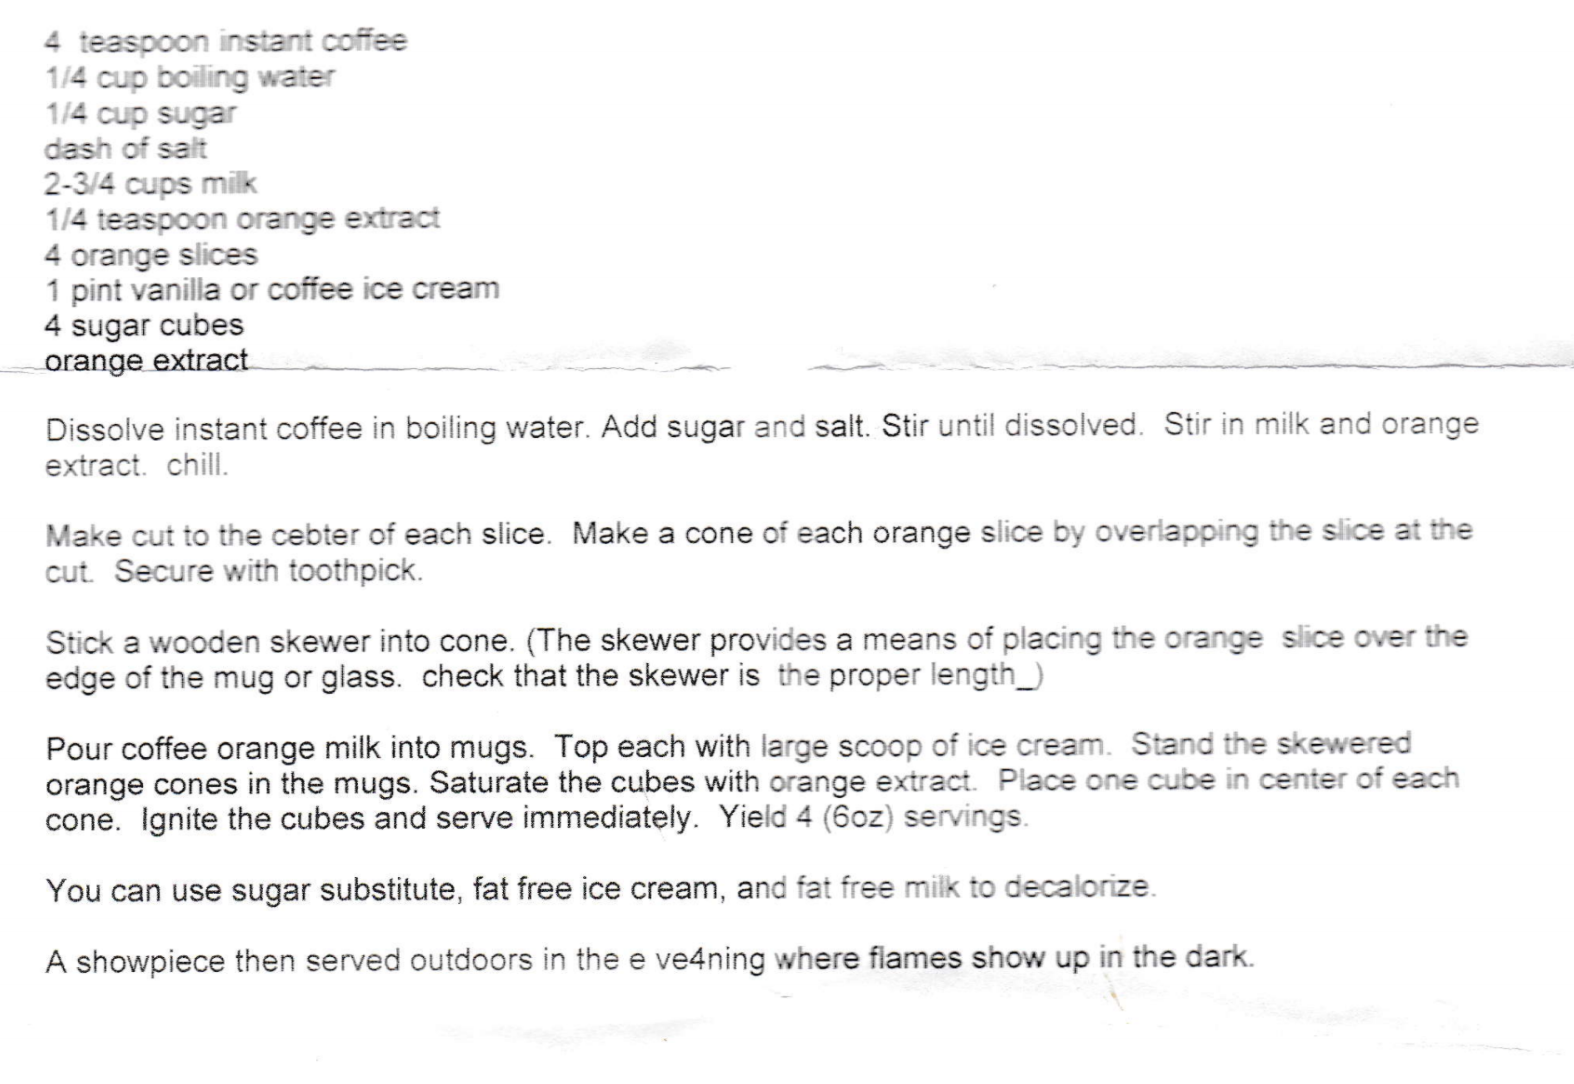 4 teaspoon instant coffee
1/4 cup boiling water
1/4 cup sugar
dash of salt
2-3/4 cups milk
1/4 teaspoon orange extract
4 orange slices
1 pint vanilla or coffee ice cream
4 sugar cubes
orange extract
Dissolve instant coffee in boiling water. Add sugar and salt. Stir until dissolved. Stir in milk and orange
extract. chill.
Make cut to the cebter of each slice. Make a cone of each orange slice by overlapping the slice at the
cut. Secure with toothpick.
Stick a wooden skewer into cone. (The skewer provides a means of placing the orange slice over the
edge of the mug or glass. check that the skewer is the proper length_)
Pour coffee orange milk into mugs. Top each with large scoop of ice cream. Stand the skewered
orange cones in the mugs. Saturate the cubes with orange extract. Place one cube in center of each
cone. Ignite the cubes and serve immediately. Yield 4 (6oz) servings.
You can use sugar substitute, fat free ice cream, and fat free milk to decalorize.
A showpiece then served outdoors in the e ve4ning where flames show up in the dark.